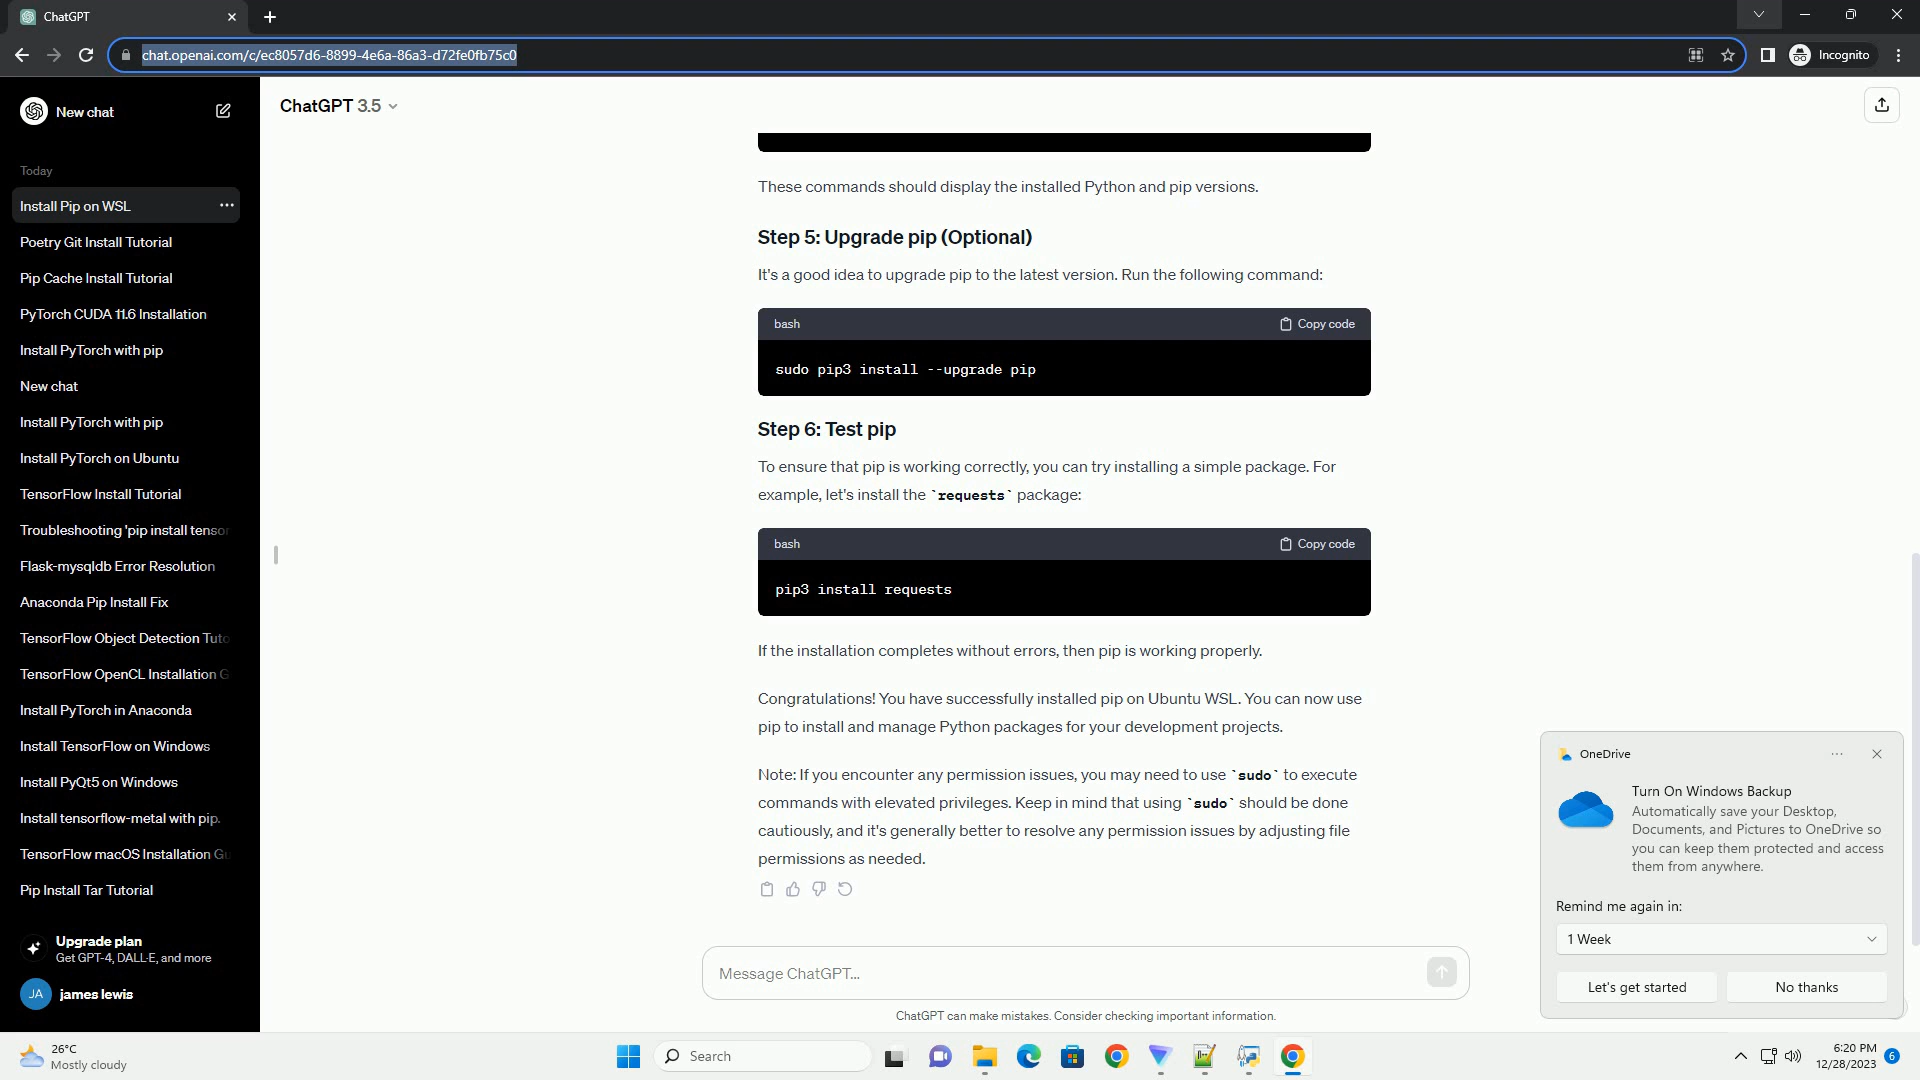 ChatGPT
chat.openai.com/c/ec8057d6-8899-4e6a-86a3-d72fe0fb75c0
Incognito
New chat
ChatGPT 3.5
Today
Install Pip on WSL
Poetry Git Install Tutorial
Pip Cache Install Tutorial
PyTorch CUDA 11.6 Installation
Install PyTorch with pip
New chat
Install PyTorch with pip
Install PyTorch on Ubuntu
TensorFlow Install Tutorial
Troubleshooting 'pip install tensor
Flask-mysqldb Error Resolution
Anaconda Pip Install Fix
TensorFlow Object Detection Tuto
TensorFlow OpenCL Installation G
Install PyTorch in Anaconda
Install TensorFlow on Windows
Install PyQt5 on Windows
Install tensorflow-metal with pip.
TensorFlow macOS Installation Gu
Pip Install Tar Tutorial
Upgrade plan
Get GPT-4, DALL·E, and more
JA
james lewis
These commands should display the installed Python and pip versions.
Step 5: Upgrade pip (Optional)
It's a good idea to upgrade pip to the latest version. Run the following command:
bash
Copy code
sudo pip3 install --upgrade pip
Step 6: Test pip
To ensure that pip is working correctly, you can try installing a simple package. For
example, let's install the `requests` package:
bash
Copy code
pip3 install requests
If the installation completes without errors, then pip is working properly.
Congratulations! You have successfully installed pip on Ubuntu WSL. You can now use
pip to install and manage Python packages for your development projects.
Note: If you encounter any permission issues, you may need to use `sudo` to execute
commands with elevated privileges. Keep in mind that using `sudo` should be done
cautiously, and it's generally better to resolve any permission issues by adjusting file
permissions as needed.
Message ChatGPT...
ChatGPT can make mistakes. Consider checking important information.
OneDrive
Turn On Windows Backup
Automatically save your Desktop,
Documents, and Pictures to OneDrive so
you can keep them protected and access
them from anywhere.
Remind me again in:
1 Week
Let's get started
No thanks
26°C
Mostly cloudy
Search
6:20 PM
12/28/2023
6